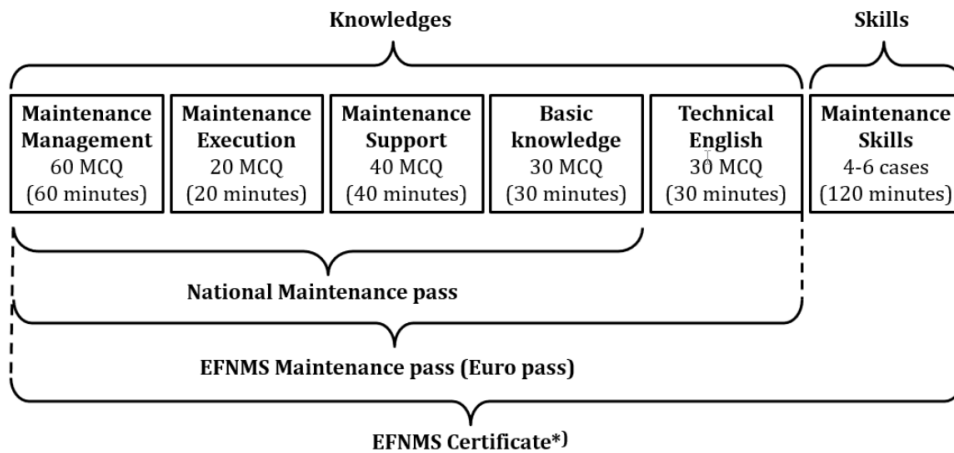 Knowledges
Skills
Maintenance
Management
60 MCQ
(60 minutes)
Maintenance
Execution
20 MCQ
(20 minutes)
Maintenance
Support
40 MCQ
(40 minutes)
Basic
knowledge
30 MCQ
(30 minutes)
Technical
English
30 MCQ
(30 minutes)
Maintenance
Skills
4-6 cases
(120 minutes)
National Maintenance pass
EFNMS Maintenance pass (Euro pass)
EFNMS Certificate*)